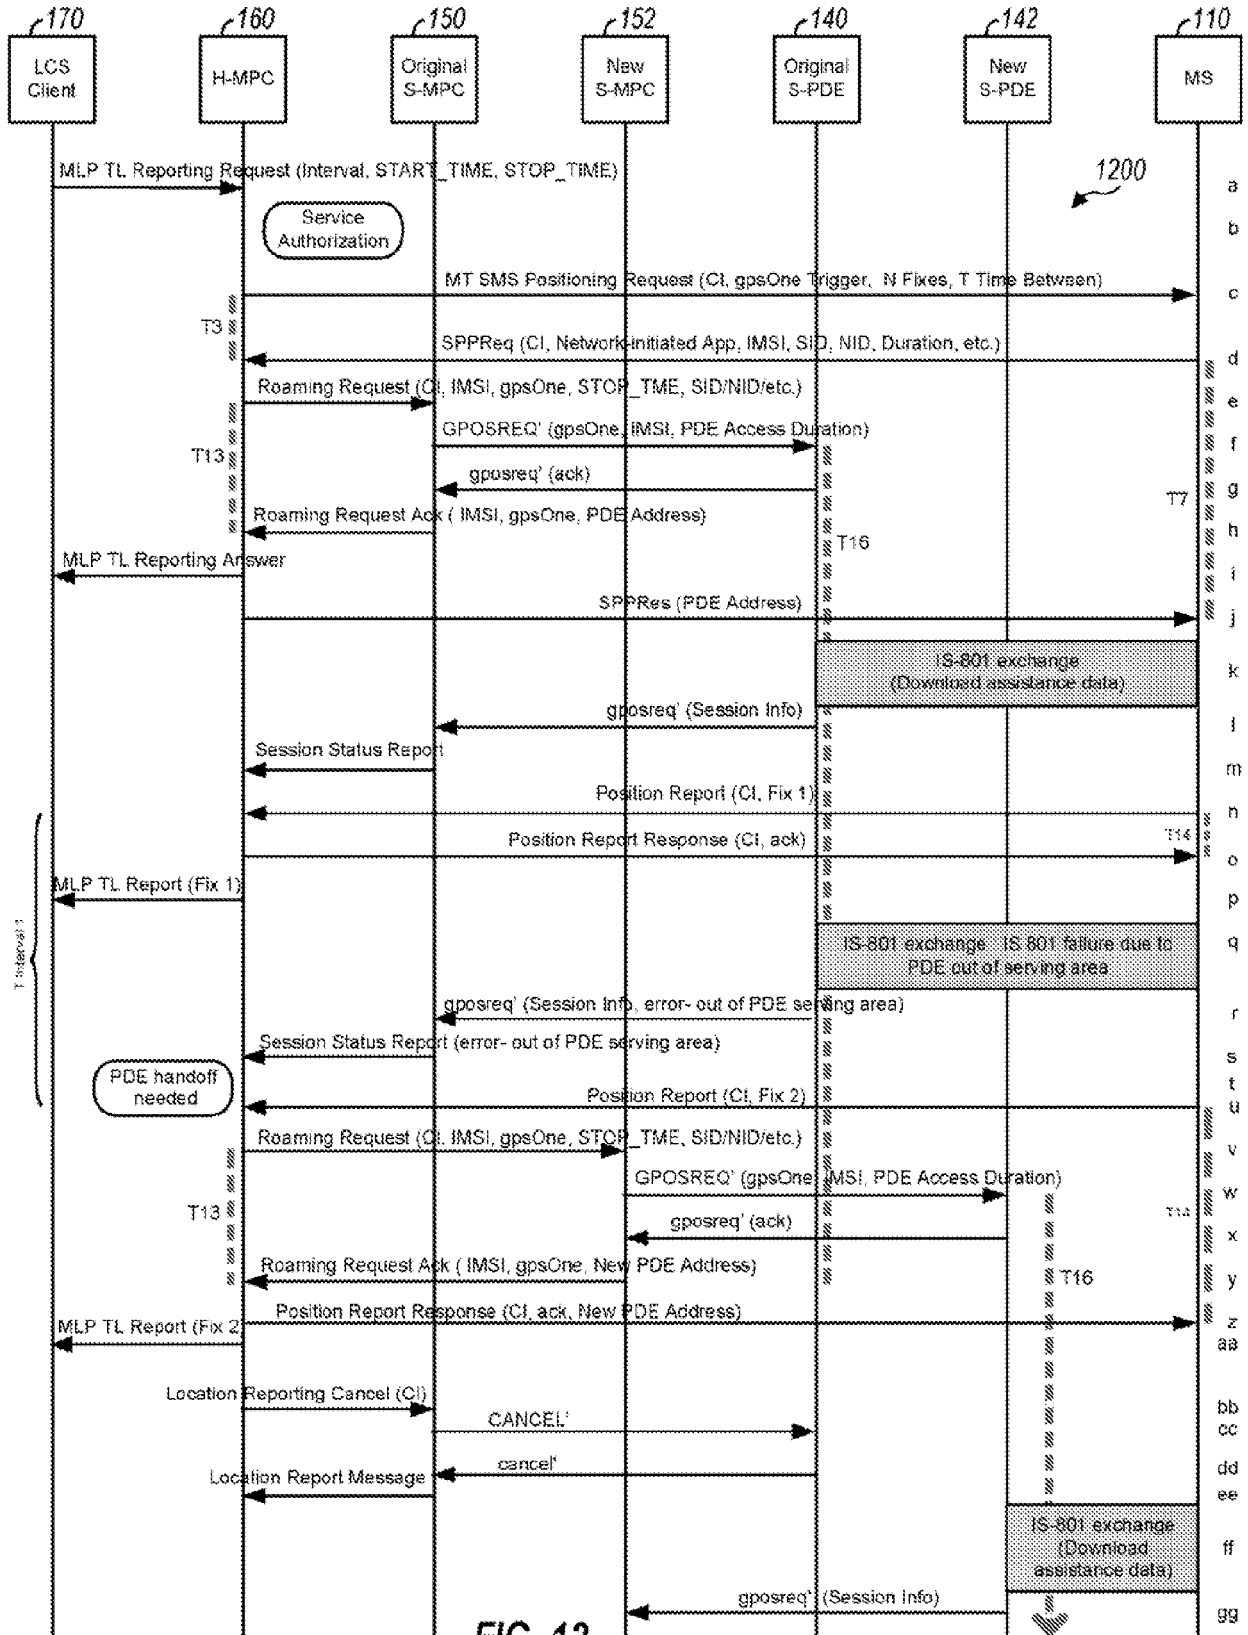 170 160 150 152 140 142 110
LCS
Client
H-MPC
Original
S-MPC
New
S-MPC
Original
S-PDE
New
S-PDE
MS
1200
MLP TL Reporting Request (Interval, START_TIME, STOP_TIME) a
Service
Authorization
b
MT SMS Positioning Request (CI, gpsOne Trigger, N Fixes, T Time Between) c
T3
SPPReq (CI, Network-initiated App, IMSI, SID, NID, Duration, etc.) d
Roaming Request (CI, IMSI, gpsOne, STOP_TME, SID/NID/etc.) e
GPOSREQ' (gpsOne, IMSI, PDE Access Duration) f
T13
gposreq' (ack) g
T7
Roaming Request Ack ( IMSI, gpsOne, PDE Address) h
T16
MLP TL Reporting Answer i
SPPRes (PDE Address) j
IS-801 exchange
(Download assistance data)
k
gposreq' (Session Info) l
Session Status Report m
Position Report (CI, Fix 1) n
T14
Position Report Response (CI, ack) o
MLP TL Report (Fix 1) p
T Interval 1
IS-801 exchange IS 801 failure due to
PDE out of serving area
q
gposreq' (Session Info, error- out of PDE serving area) r
Session Status Report (error- out of PDE serving area) s
PDE handoff
needed
t
Position Report (CI, Fix 2) u
Roaming Request (CI, IMSI, gpsOne, STOP_TME, SID/NID/etc.) v
GPOSREQ' (gpsOne, IMSI, PDE Access Duration) w
T13
T14
gposreq' (ack) x
Roaming Request Ack ( IMSI, gpsOne, New PDE Address) y
T16
Position Report Response (CI, ack, New PDE Address) z
MLP TL Report (Fix 2 aa
Location Reporting Cancel (CI) bb
CANCEL' cc
cancel' dd
Location Report Message ee
IS-801 exchange
(Download
assistance data)
ff
gposreq' (Session Info) gg
FIG. 12